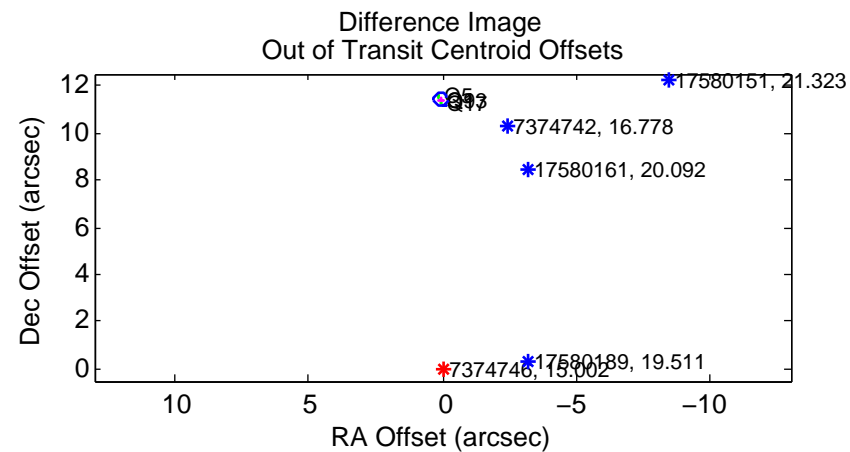 Difference Image
Out of Transit Centroid Offsets
Dec Offset (arcsec)
12
10
8
6
4
2
0
Q5
Q17
17580151, 21.323
7374742, 16.778
17580161, 20.092
17580189, 19.511
7374746, 15.002
10
5
0
−5
−10
RA Offset (arcsec)